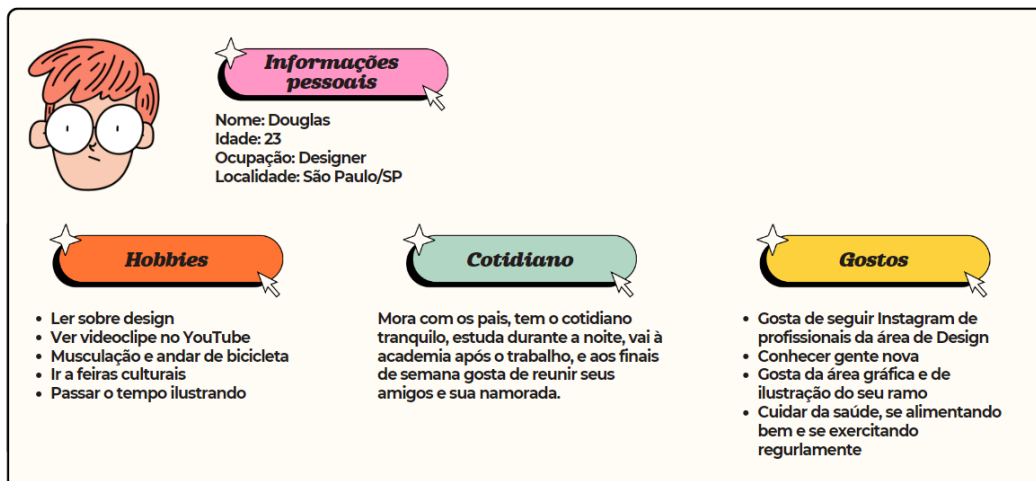 Informações
pessoais
Nome: Douglas
Idade: 23
Ocupação: Designer
Localidade: São Paulo/SP
Hobbies
• Ler sobre design
• Ver videoclipe no YouTube
• Musculação e andar de bicicleta
• Ir a feiras culturais
• Passar o tempo ilustrando
Cotidiano
Mora com os pais, tem o cotidiano
tranquilo, estuda durante a noite, vai à
academia após o trabalho, e aos finais
de semana gosta de reunir seus
amigos e sua namorada.
Gostos
• Gosta de seguir Instagram de
profissionais da área de Design
• Conhecer gente nova
• Gosta da área gráfica e de
ilustração do seu ramo
• Cuidar da saúde, se alimentando
bem e se exercitando
regurlamente